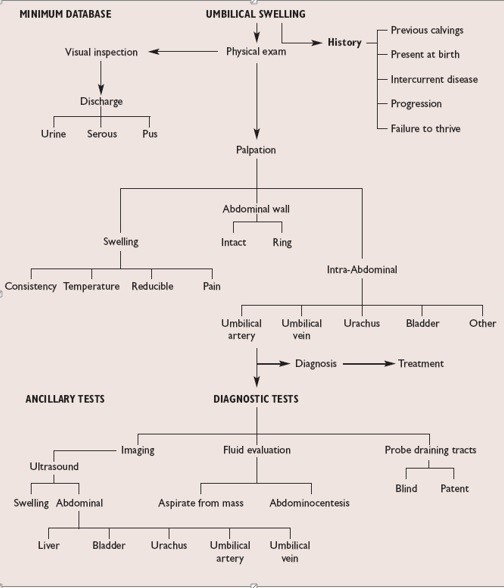 MINIMUM DATABASE
UMBILICAL SWELLING
Previous calvings
History
Visual inspection
Physical exam
Present at birth
Intercurrent disease
Discharge
Progression
Urine
Serous
Pus
Failure to thrive
Palpation
Abdominal wall
Swelling
Intact
Ring
Intra-Abdominal
Consistency
Temperature
Reducible
Pain
Umbilical
artery
Umbilical
vein
Urachus
Bladder
Other
Diagnosis
Treatment
ANCILLARY TESTS
DIAGNOSTIC TESTS
Imaging
Fluid evaluation
Probe draining tracts
Ultrasound
Blind
Patent
Swelling
Abdominal
Aspirate from mass
Abdominocentesis
Liver
Bladder
Urachus
Umbilical
artery
Umbilical
vein